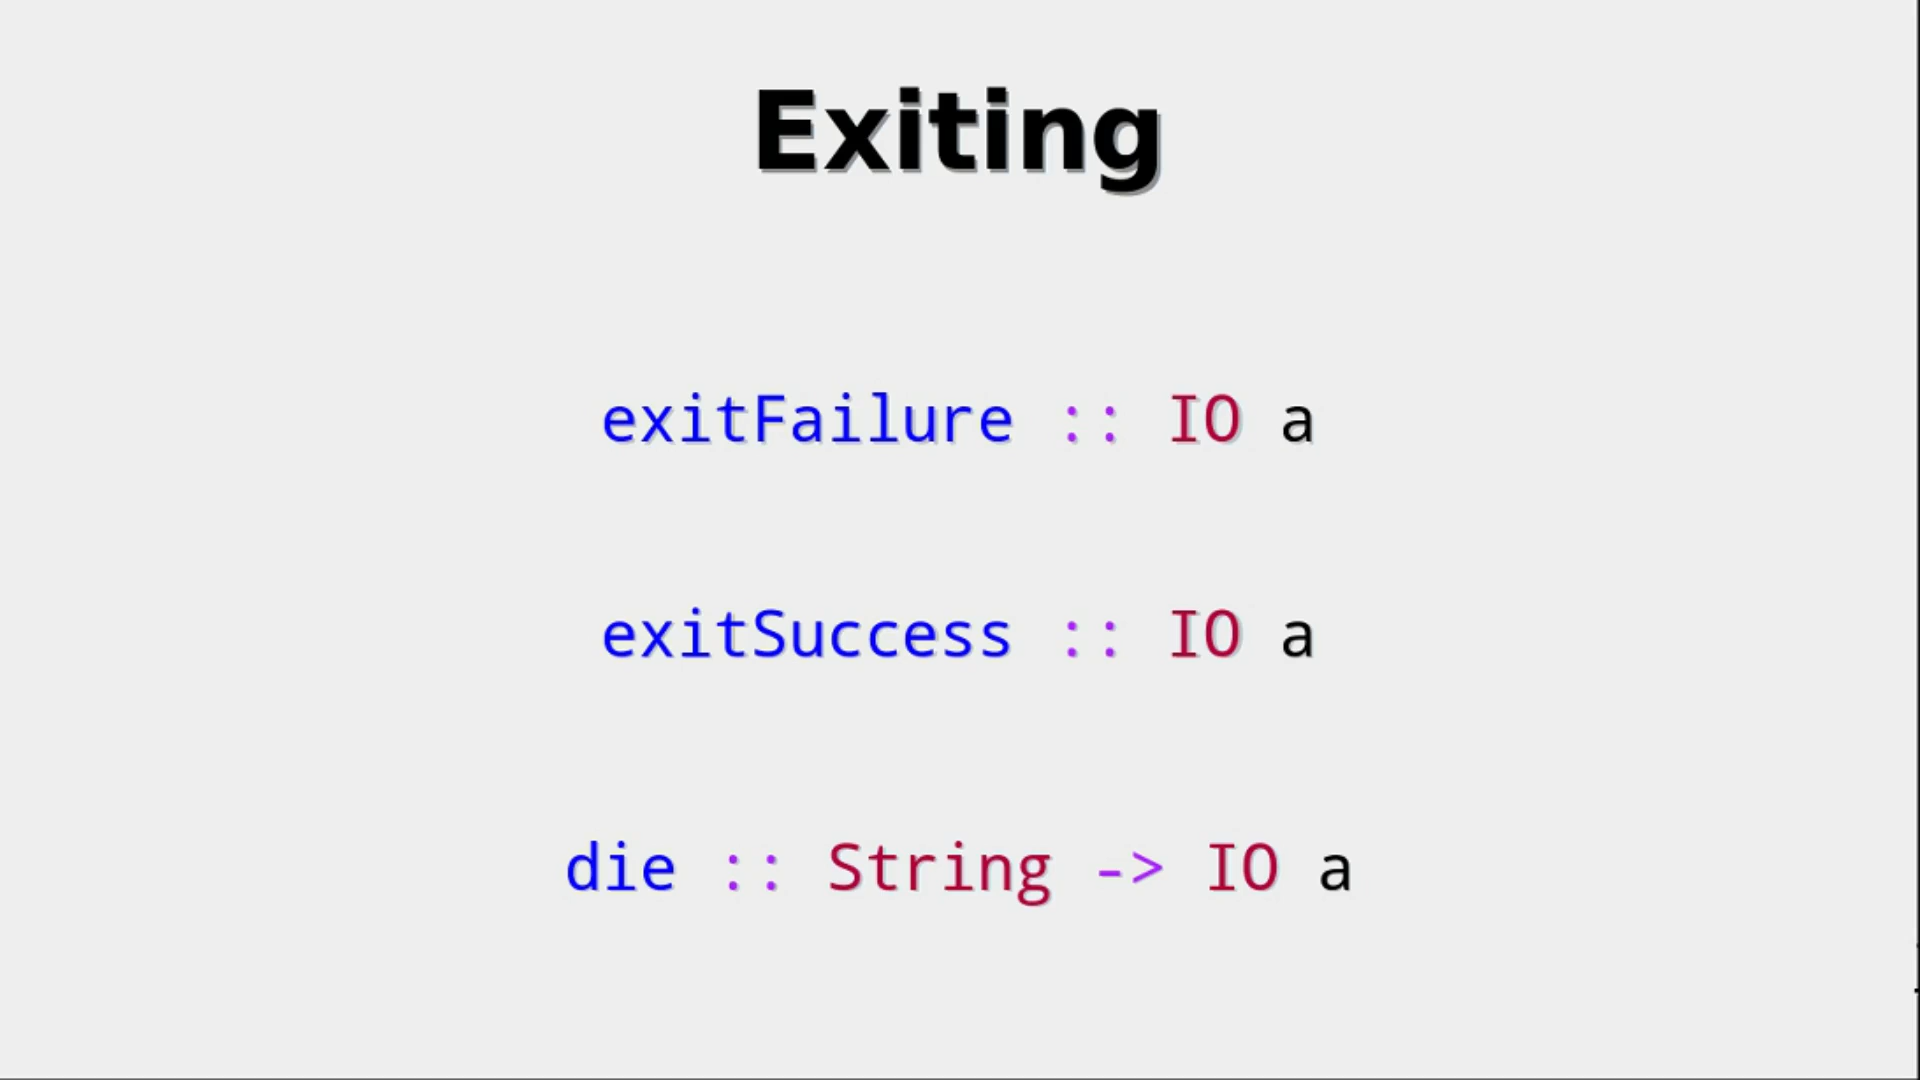 Exiting
exitFailure :: IO a
exitSuccess :: IO a
die :: String -> IO a